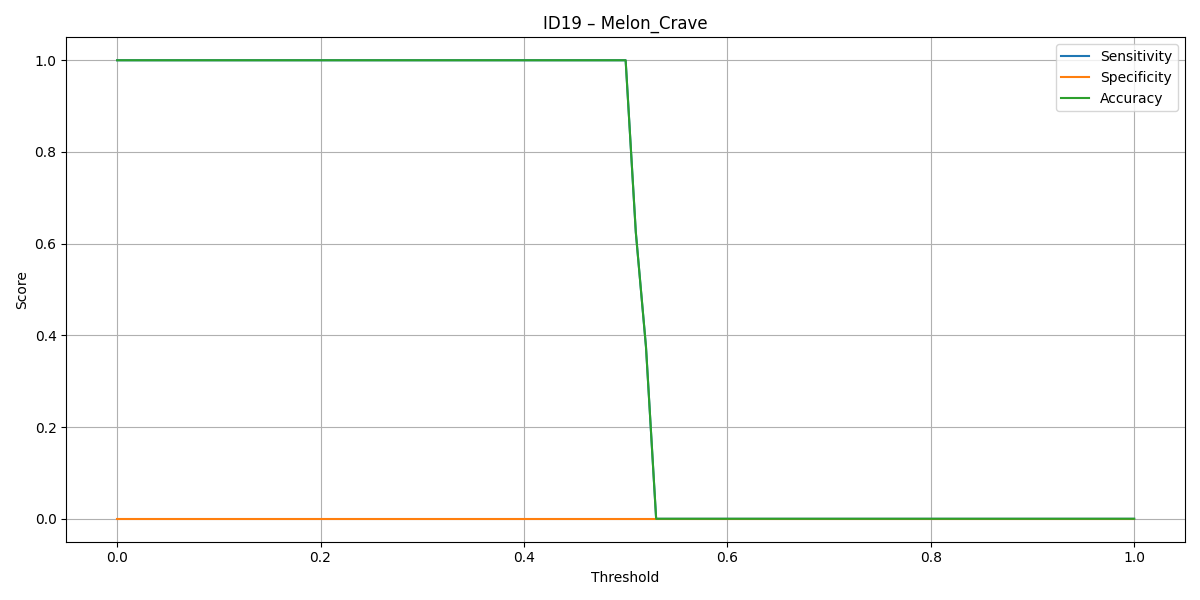 ID19 – Melon_Crave
Sensitivity
Specificity
Accuracy
Score
1.0
0.8
0.6
0.4
0.2
0.0
0.0 0.2 0.4 0.6 0.8 1.0
Threshold